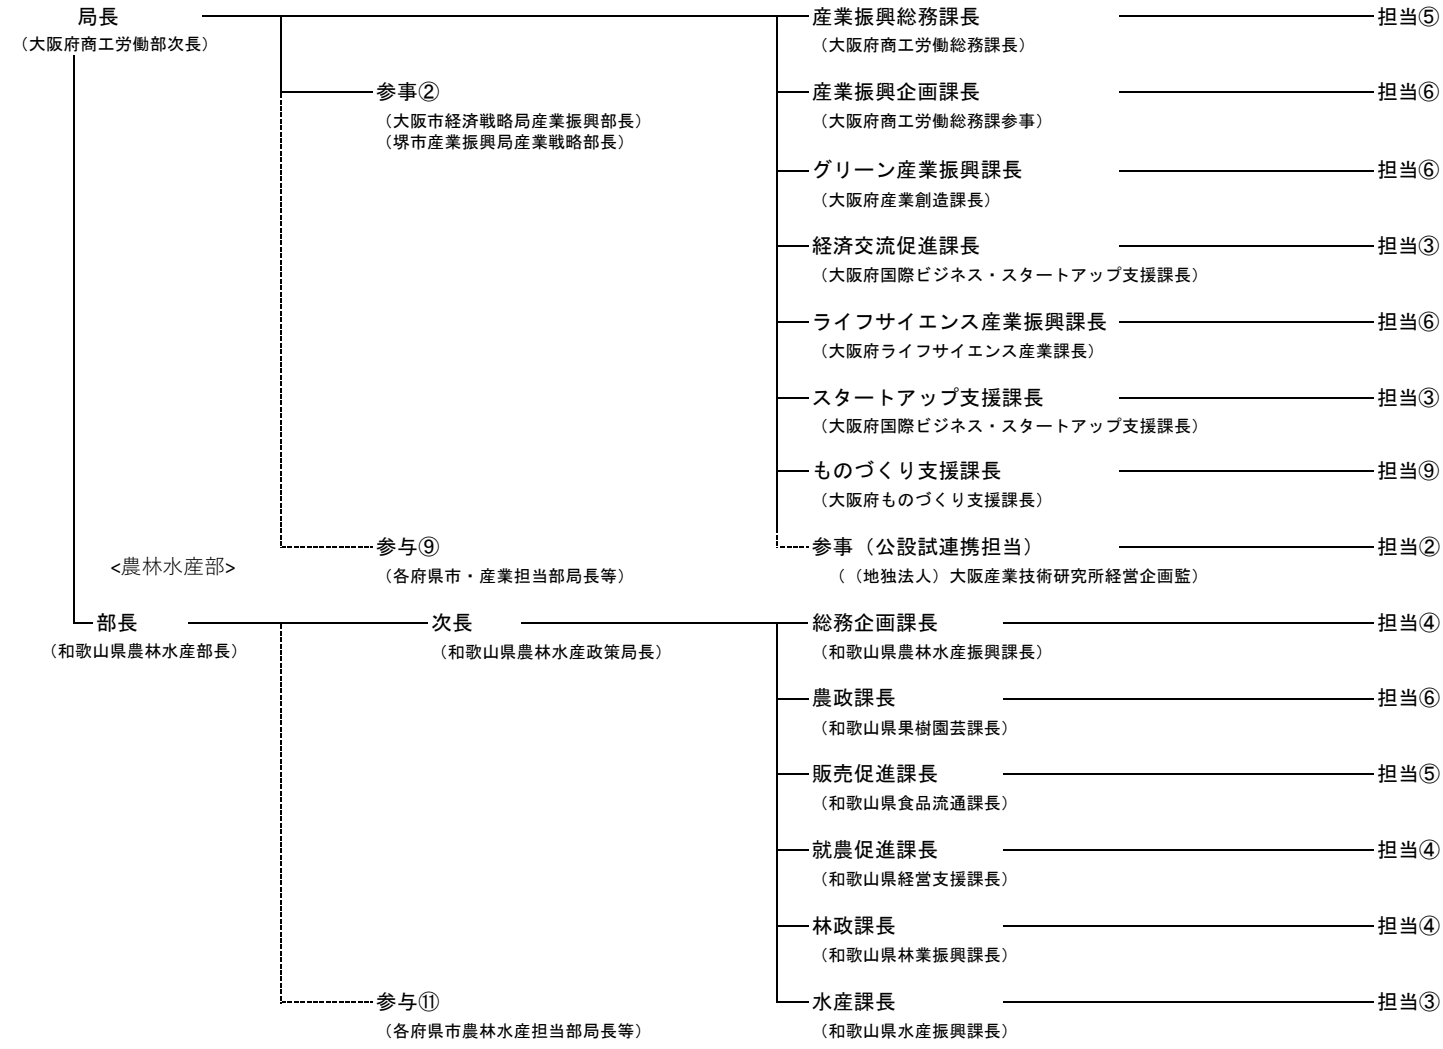 局長
（大阪府商工労働部次長）
産業振興総務課長
担当⑤
（大阪府商工労働総務課長）
参事②
（大阪市経済戦略局産業振興部長）
（堺市産業振興局産業戦略部長）
産業振興企画課長
担当⑥
（大阪府商工労働総務課参事）
グリーン産業振興課長
担当⑥
（大阪府産業創造課長）
経済交流促進課長
担当③
（大阪府国際ビジネス・スタートアップ支援課長）
ライフサイエンス産業振興課長
担当⑥
（大阪府ライフサイエンス産業課長）
スタートアップ支援課長
担当③
（大阪府国際ビジネス・スタートアップ支援課長）
ものづくり支援課長
担当⑨
（大阪府ものづくり支援課長）
参与⑨
（各府県市・産業担当部局長等）
参事（公設試連携担当）
担当②
（（地独法人）大阪産業技術研究所経営企画監）
<農林水産部>
部長
（和歌山県農林水産部長）
次長
（和歌山県農林水産政策局長）
総務企画課長
担当④
（和歌山県農林水産振興課長）
農政課長
担当⑥
（和歌山県果樹園芸課長）
販売促進課長
担当⑤
（和歌山県食品流通課長）
就農促進課長
担当④
（和歌山県経営支援課長）
林政課長
担当④
（和歌山県林業振興課長）
参与⑪
（各府県市農林水産担当部局長等）
水産課長
担当③
（和歌山県水産振興課長）